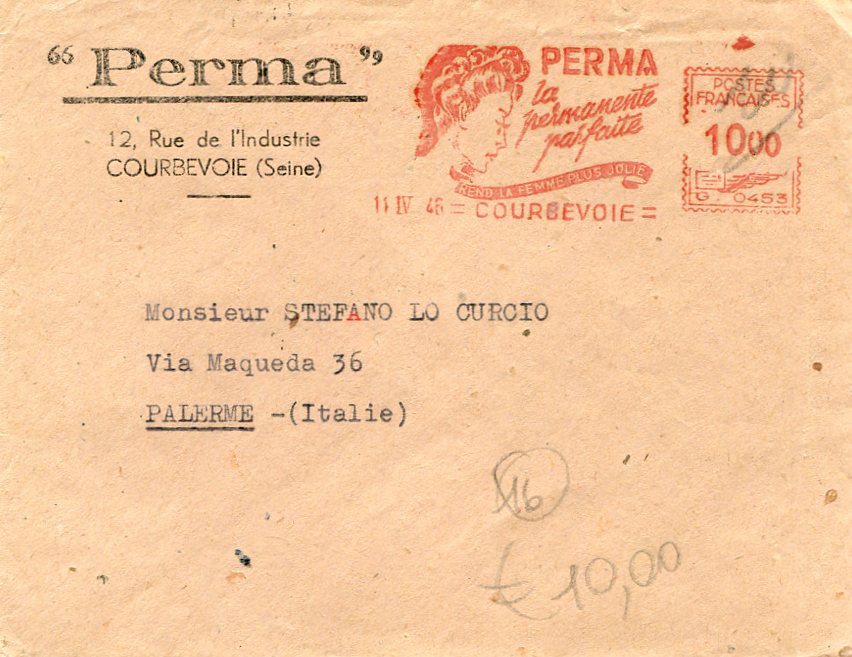 “ Perma ”
12, Rue de l'Industrie
COURBEVOIE (Seine)
PERMA
la
permanente
parfaite
REND LA FEMME PLUS JOLIE
11 IV 46 = COURBEVOIE =
POSTES
FRANÇAISES
1000
G. 0453
Monsieur STEFANO LO CURCIO
Via Maqueda 36
PALERME -(Italie)
16
€ 10,00